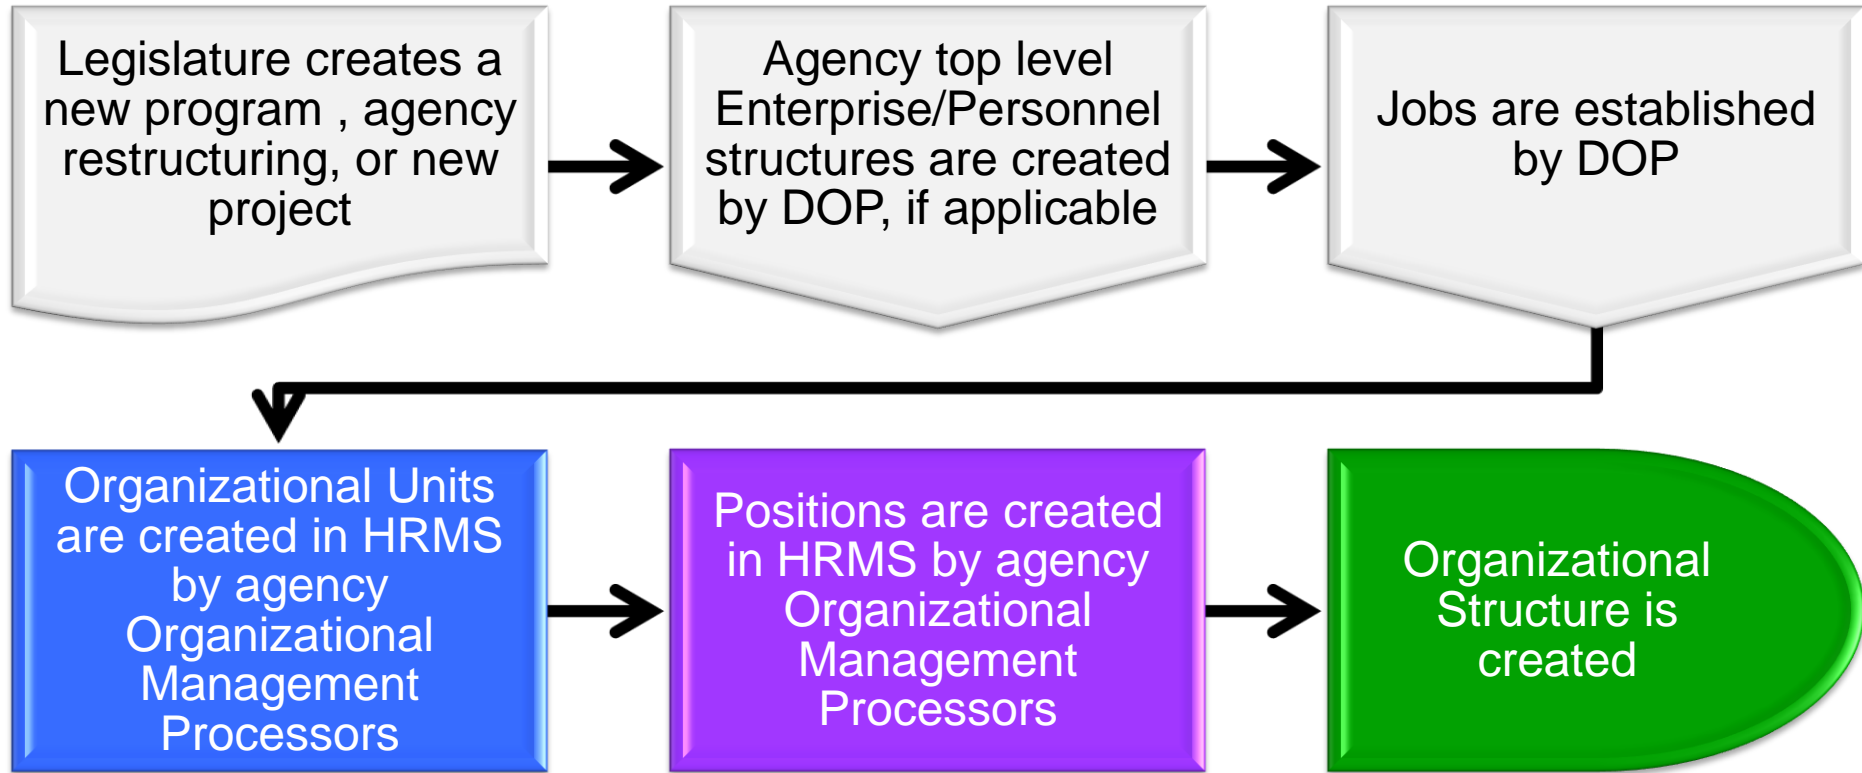 Legislature creates a
new program , agency
restructuring, or new
project
Agency top level
Enterprise/Personnel
structures are created
by DOP, if applicable
Jobs are established
by DOP
Organizational Units
are created in HRMS
by agency
Organizational
Management
Processors
Positions are created
in HRMS by agency
Organizational
Management
Processors
Organizational
Structure is
created